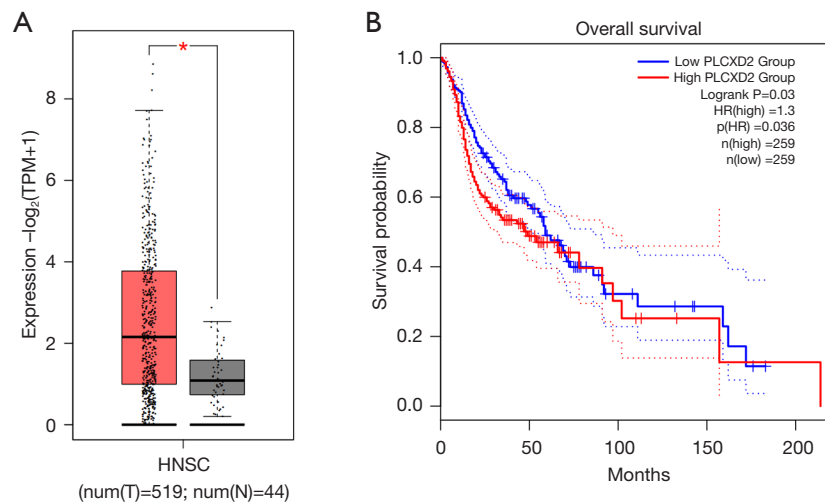 A
Expression –log₂(TPM+1)
8
6
4
2
0
*
HNSC
(num(T)=519; num(N)=44)
B
Overall survival
Survival probability
1.0
0.8
0.6
0.4
0.2
0.0
Low PLCXD2 Group
High PLCXD2 Group
Logrank P=0.03
HR(high) =1.3
p(HR) =0.036
n(high) =259
n(low) =259
0 50 100 150 200
Months